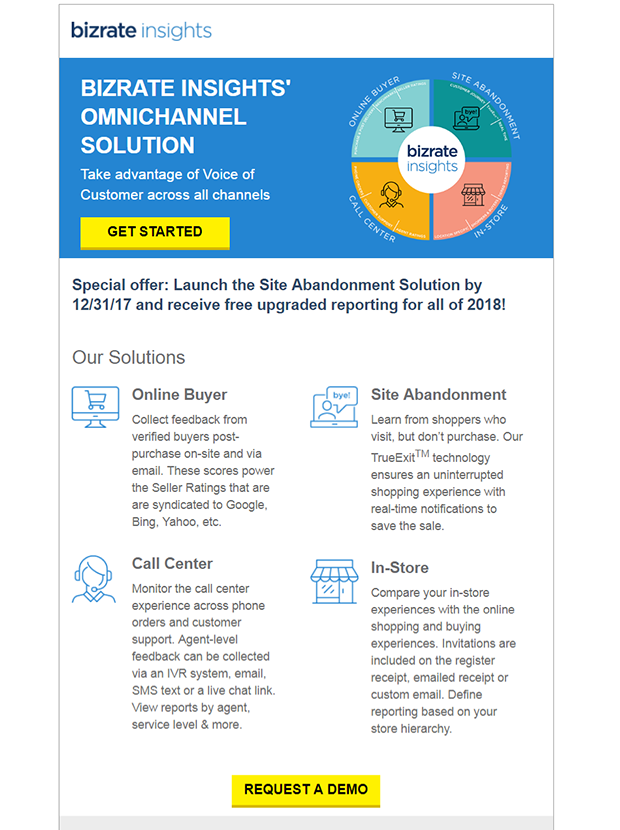 bizrate insights
BIZRATE INSIGHTS'
OMNICHANNEL
SOLUTION
Take advantage of Voice of
Customer across all channels
GET STARTED
ONLINE BUYER
SITE ABANDONMENT
bye!
bizrate
insights
CALL CENTER
IN-STORE
Special offer: Launch the Site Abandonment Solution by
12/31/17 and receive free upgraded reporting for all of 2018!
Our Solutions
Online Buyer
Collect feedback from
verified buyers post-
purchase on-site and via
email. These scores power
the Seller Ratings that are
are syndicated to Google,
Bing, Yahoo, etc.
bye!
Site Abandonment
Learn from shoppers who
visit, but don't purchase. Our
TrueExit™ technology
ensures an uninterrupted
shopping experience with
real-time notifications to
save the sale.
Call Center
Monitor the call center
experience across phone
orders and customer
support. Agent-level
feedback can be collected
via an IVR system, email,
SMS text or a live chat link.
View reports by agent,
service level & more.
In-Store
Compare your in-store
experiences with the online
shopping and buying
experiences. Invitations are
included on the register
receipt, emailed receipt or
custom email. Define
reporting based on your
store hierarchy.
REQUEST A DEMO